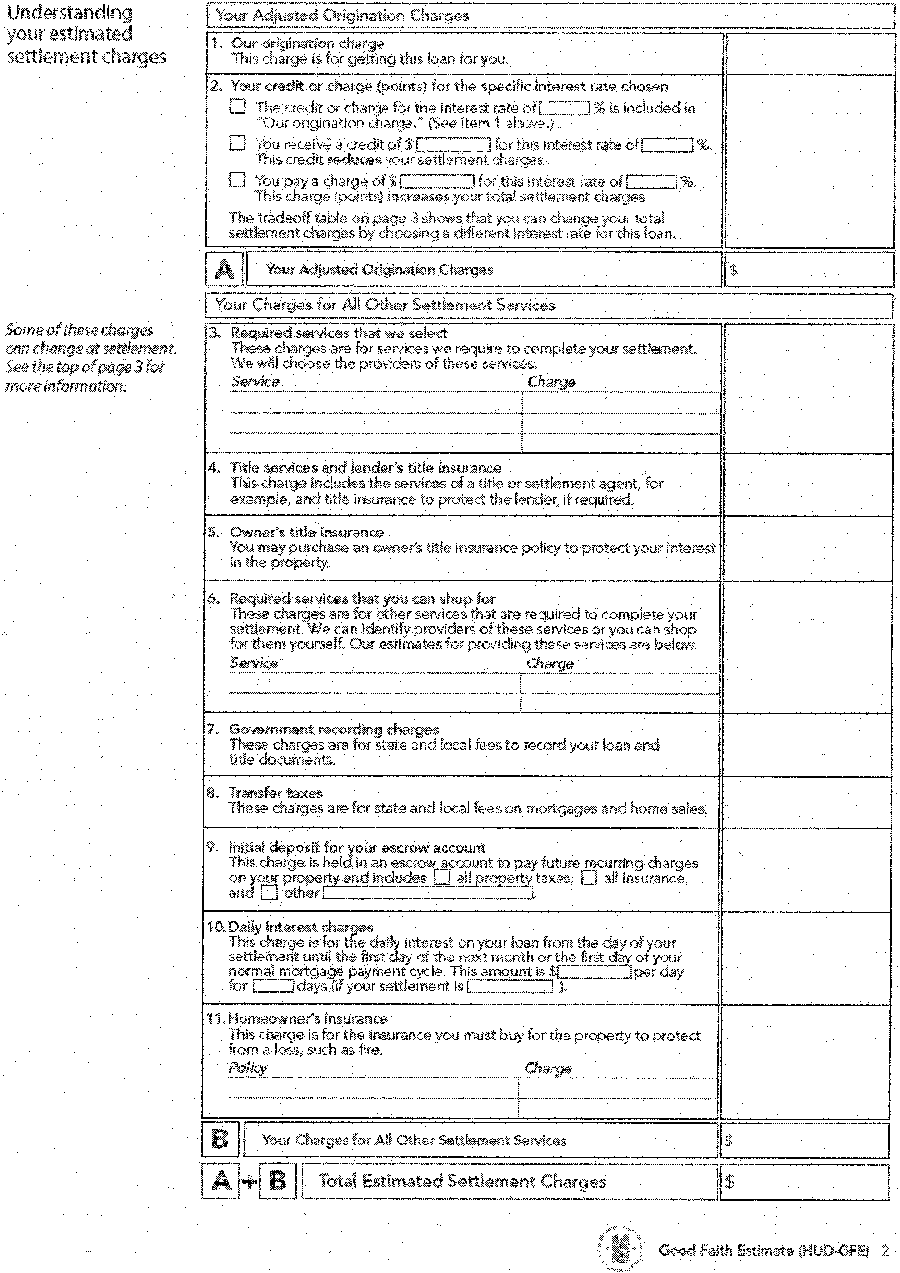 Understanding
your estimated
settlement charges
Your Adjusted Origination Charges
1. Our origination charge
This charge is for getting this loan for you.
2. Your credit or charge (points) for the specific interest rate chosen
The credit or charge for the interest rate of % is included in
"Our origination charge." (See item 1 above.)
You receive a credit of $ for this interest rate of %.
This credit reduces your settlement charges.
You pay a charge of $ for this interest rate of %.
This charge (points) increases your total settlement charges
The tradeoff table on page 3 shows that you can change your total
settlement charges by choosing a different interest rate for this loan.
A Your Adjusted Origination Charges $
Your Charges for All Other Settlement Services
Some of these charges
can change at settlement.
See the top of page 3 for
more information.
3. Required services that we select
These charges are for services we require to complete your settlement.
We will choose the providers of these services.
Service Charge
4. Title services and lender's title insurance
This charge includes the services of a title or settlement agent, for
example, and title insurance to protect the lender, if required.
5. Owner's title insurance
You may purchase an owner's title insurance policy to protect your interest
in the property.
6. Required services that you can shop for
These charges are for other services that are required to complete your
settlement. We can identify providers of these services or you can shop
for them yourself. Our estimates for providing these services are below.
Service Charge
7. Government recording charges
These charges are for state and local fees to record your loan and
title documents.
8. Transfer taxes
These charges are for state and local fees on mortgages and home sales.
9. Initial deposit for your escrow account
This charge is held in an escrow account to pay future recurring charges
on your property and includes all property taxes, all insurance,
and other .
10. Daily interest charges
This charge is for the daily interest on your loan from the day of your
settlement until the first day of the next month or the first day of your
normal mortgage payment cycle. This amount is $ per day
for days (if your settlement is ).
11. Homeowner's insurance
This charge is for the insurance you must buy for the property to protect
from a loss, such as fire.
Policy Charge
B Your Charges for All Other Settlement Services $
A + B Total Estimated Settlement Charges $
Good Faith Estimate (HUD-GFE) 2